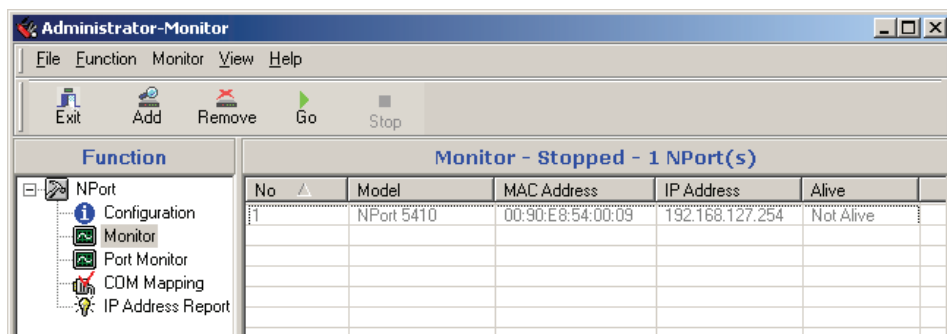 Administrator-Monitor
File Function Monitor View Help
Exit Add Remove Go Stop
Function
Monitor - Stopped - 1 NPort(s)
NPort
Configuration
Monitor
Port Monitor
COM Mapping
IP Address Report
No Model MAC Address IP Address Alive
1 NPort 5410 00:90:E8:54:00:09 192.168.127.254 Not Alive